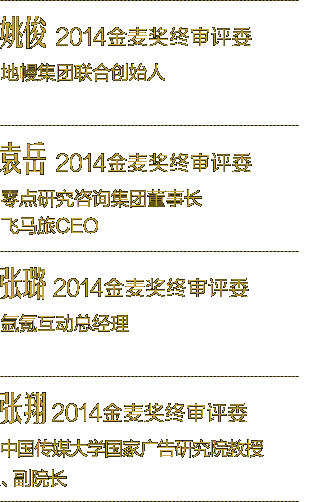 姚俊 2014金麦奖终审评委
地幔集团联合创始人
袁岳 2014金麦奖终审评委
零点研究咨询集团董事长
飞马旅CEO
张璐 2014金麦奖终审评委
氩氪互动总经理
张翔 2014金麦奖终审评委
中国传媒大学国家广告研究院教授
、副院长